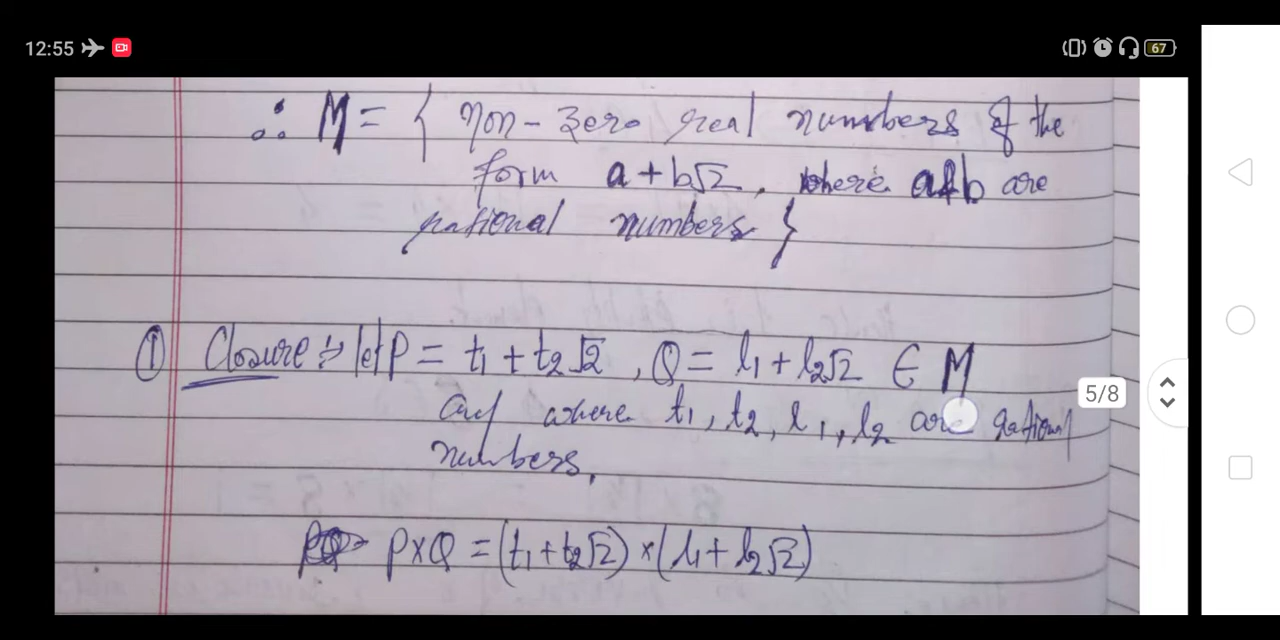 12:55
67
∴ M = { non-zero real numbers of the
form a+b√2, where a&b are
rational numbers }
① Closure :→ let P = t₁ + t₂√2 , Q = l₁ + l₂√2 ∈ M
and where t₁, t₂, l₁, l₂ are rational
numbers.
5/8
P×Q = (t₁+t₂√2) × (l₁+l₂√2)